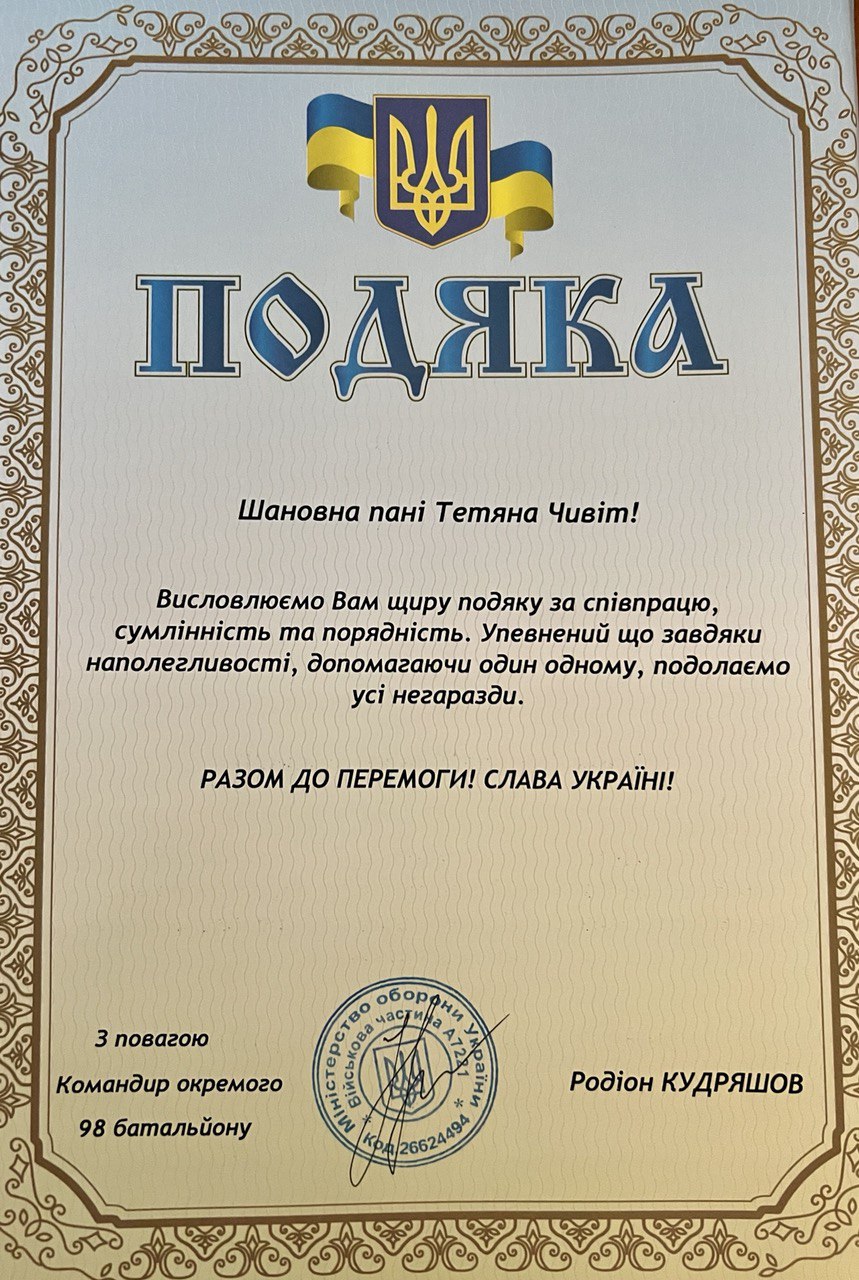 ПОДЯКА
Шановна пані Тетяна Чивіт!
Висловлюємо Вам щиру подяку за співпрацю,
сумлінність та порядність. Упевнений що завдяки
наполегливості, допомагаючи один одному, подолаємо
усі негаразди.
РАЗОМ ДО ПЕРЕМОГИ! СЛАВА УКРАЇНІ!
З повагою
Командир окремого
98 батальйону
Міністерство оборони України
Військова частина
* Код 26624494 *
Родіон КУДРЯШОВ